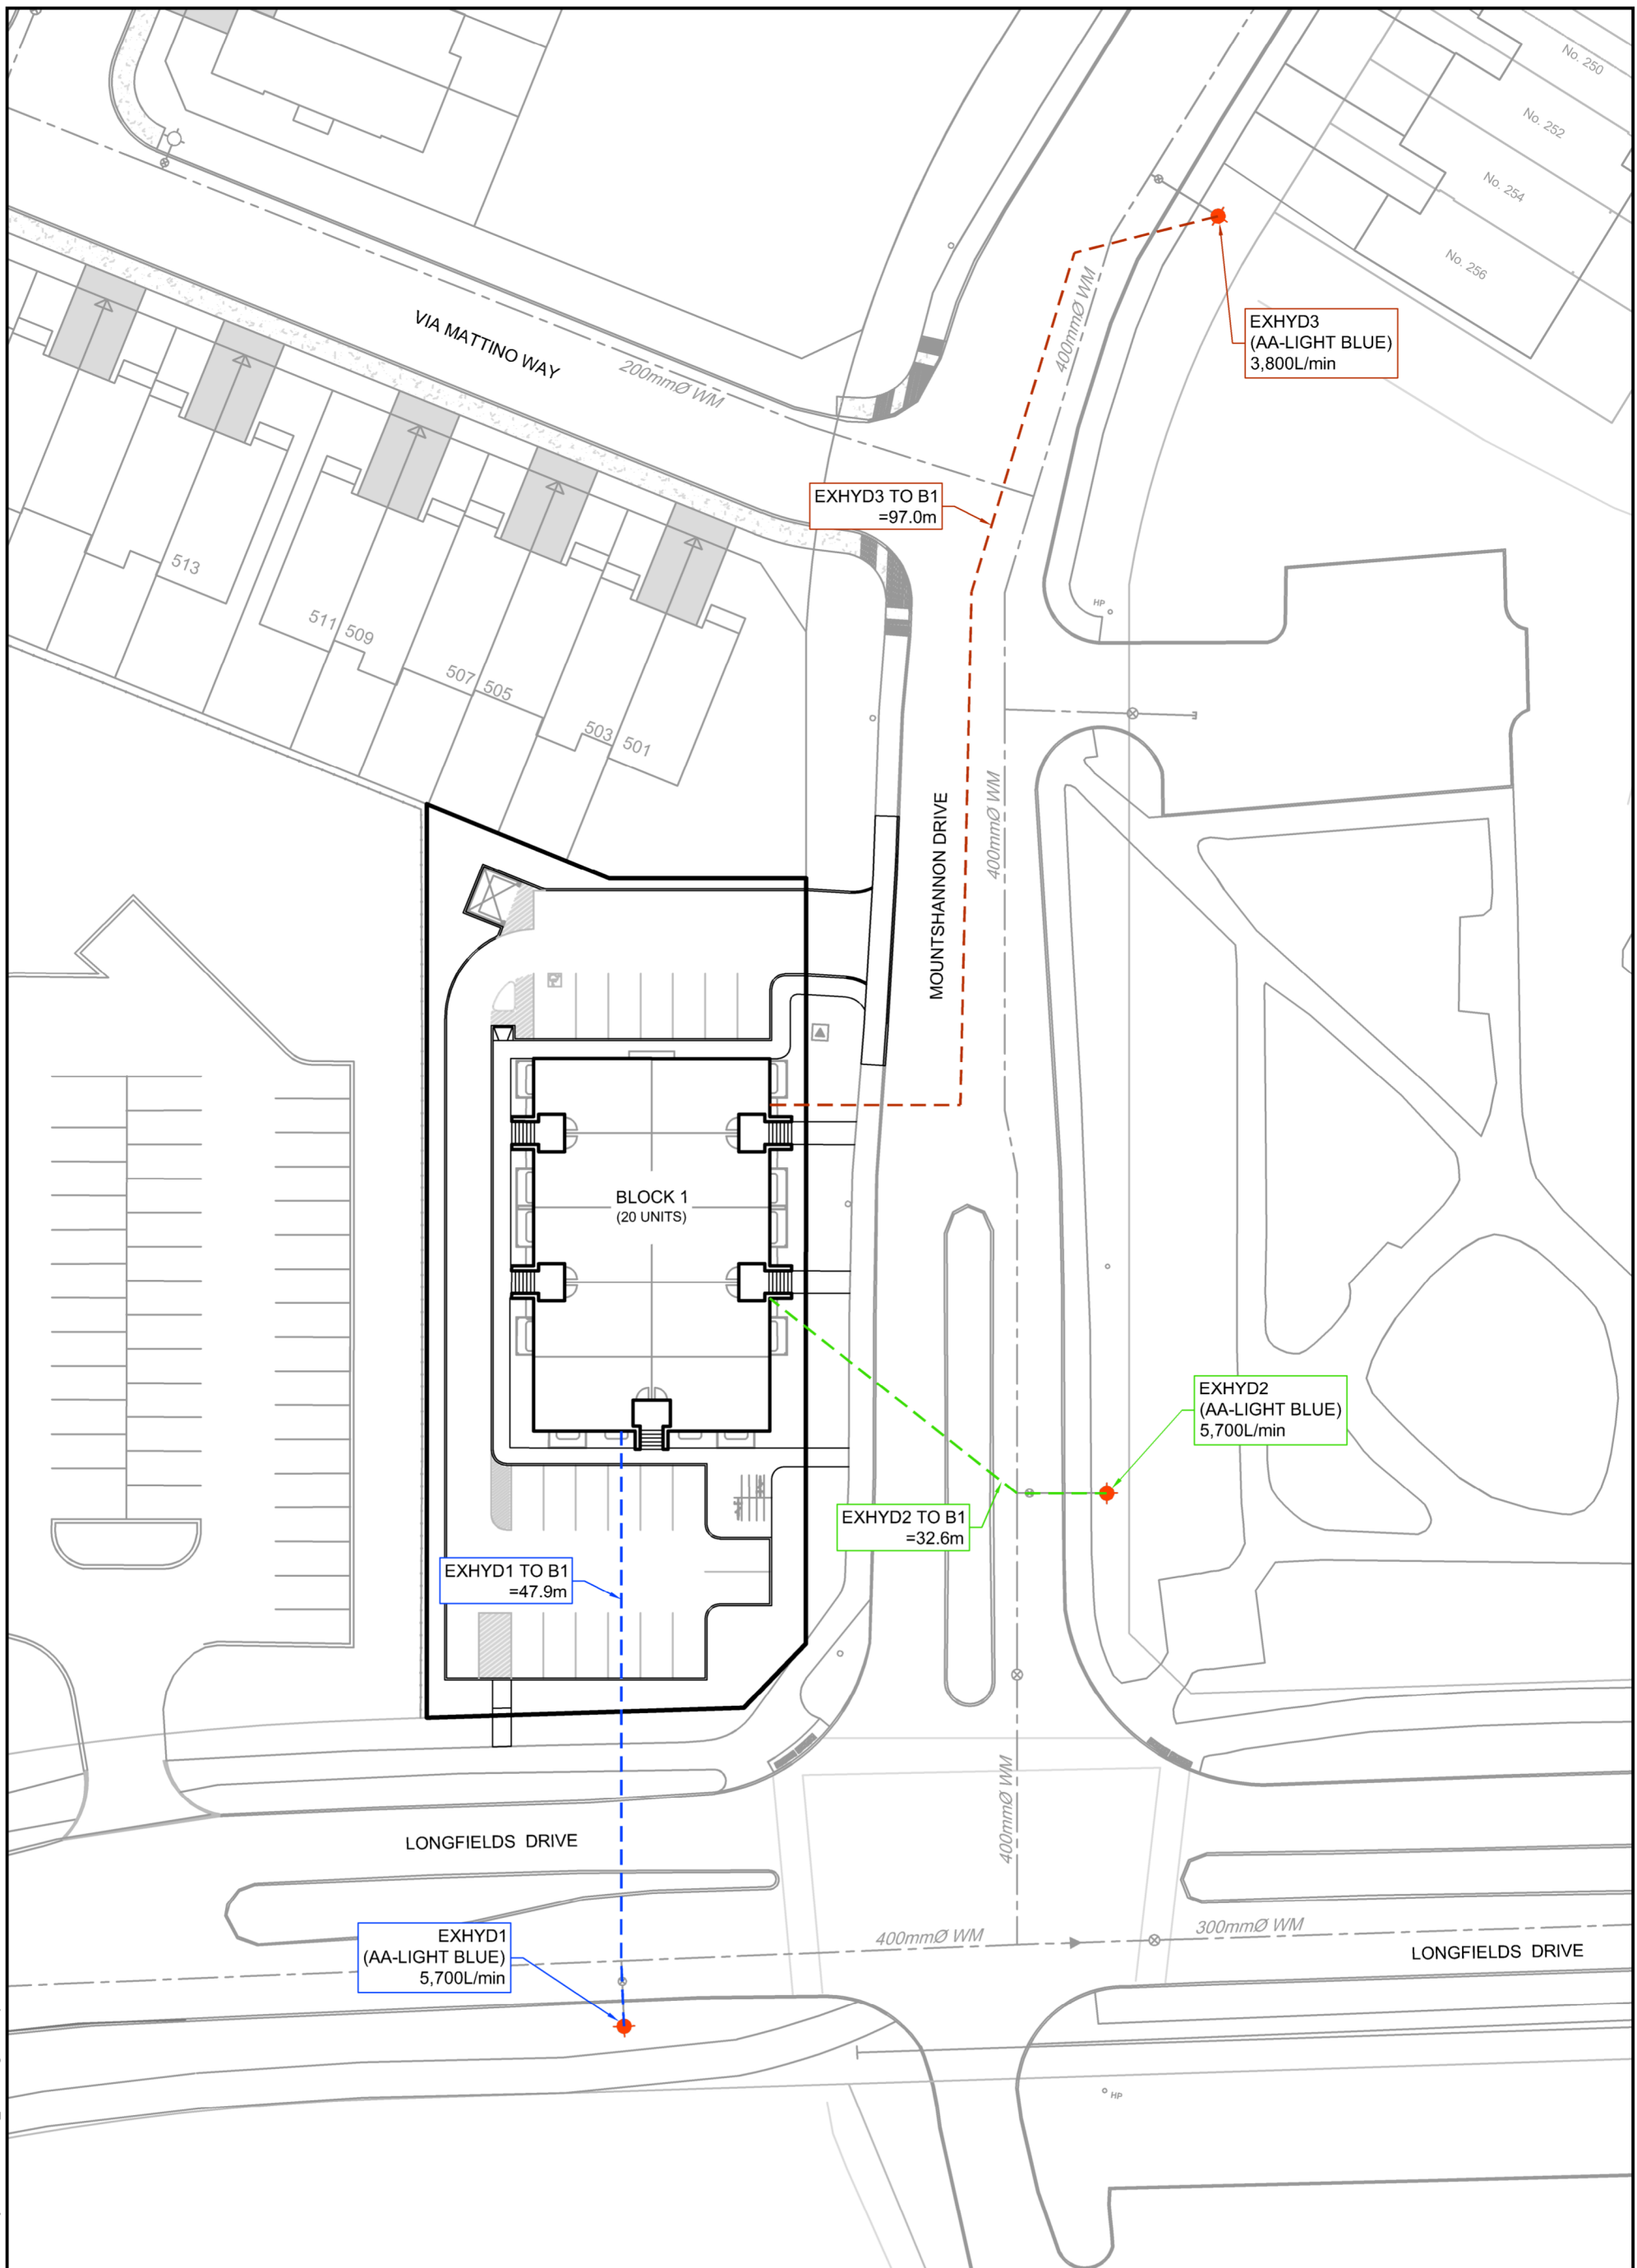 No. 250
No. 252
No. 254
No. 256
VIA MATTINO WAY
200mmØ WM
400mmØ WM
EXHYD3
(AA-LIGHT BLUE)
3,800L/min
EXHYD3 TO B1
=97.0m
513
511
509
507
505
503
501
HP
MOUNTSHANNON DRIVE
400mmØ WM
BLOCK 1
(20 UNITS)
EXHYD2
(AA-LIGHT BLUE)
5,700L/min
EXHYD2 TO B1
=32.6m
EXHYD1 TO B1
=47.9m
400mmØ WM
LONGFIELDS DRIVE
EXHYD1
(AA-LIGHT BLUE)
5,700L/min
400mmØ WM
300mmØ WM
LONGFIELDS DRIVE
HP